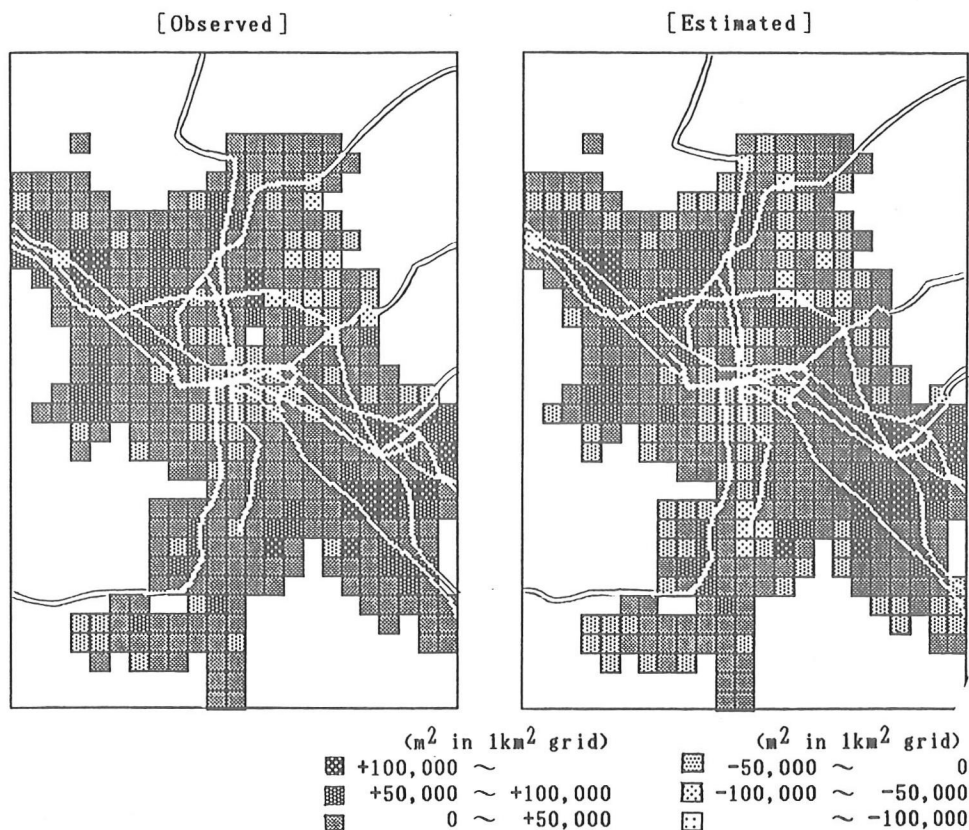 [Observed]
[Estimated]
(m² in 1km² grid)
+100,000 ～
+50,000 ～ +100,000
0 ～ +50,000
(m² in 1km² grid)
-50,000 ～ 0
-100,000 ～ -50,000
～ -100,000